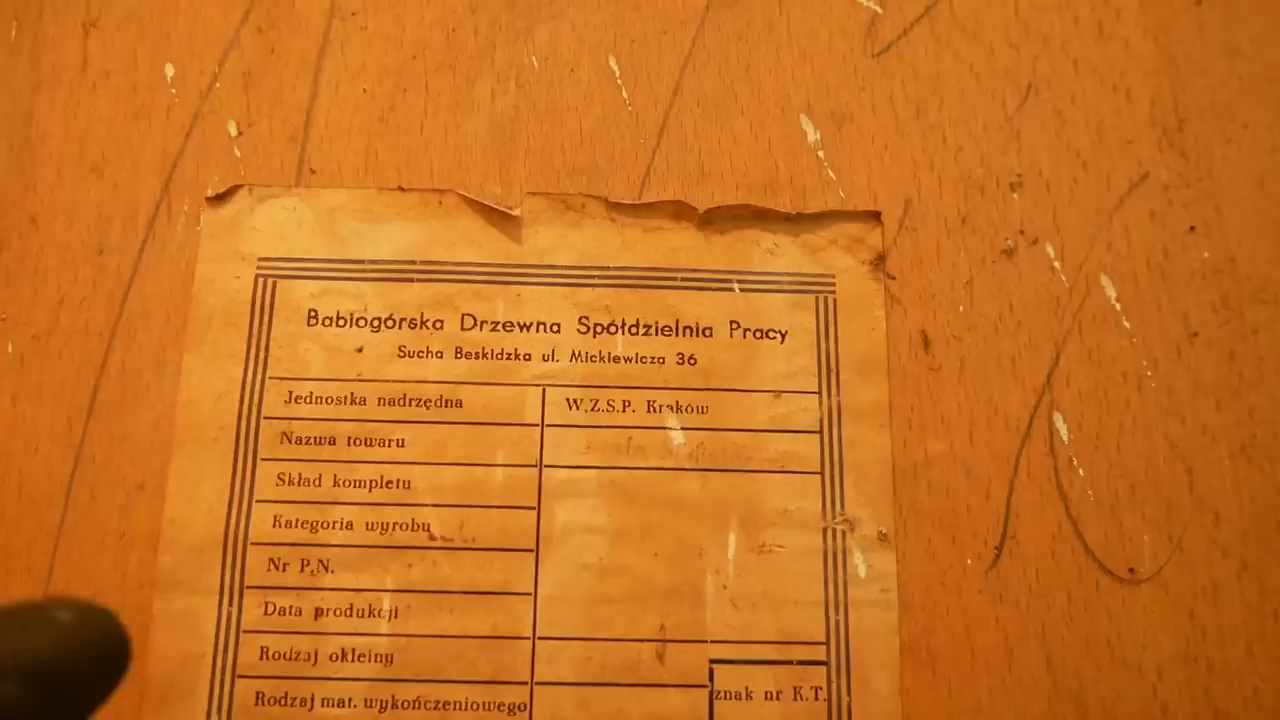 Babiogórska Drzewna Spółdzielnia Pracy
Sucha Beskidzka ul. Mickiewicza 36
Jednostka nadrzędna W.Z.S.P. Kraków
Nazwa towaru
Skład kompletu
Kategoria wyrobu
Nr P.N.
Data produkcji
Rodzaj okleiny
Rodzaj mat. wykończeniowego znak nr K.T.